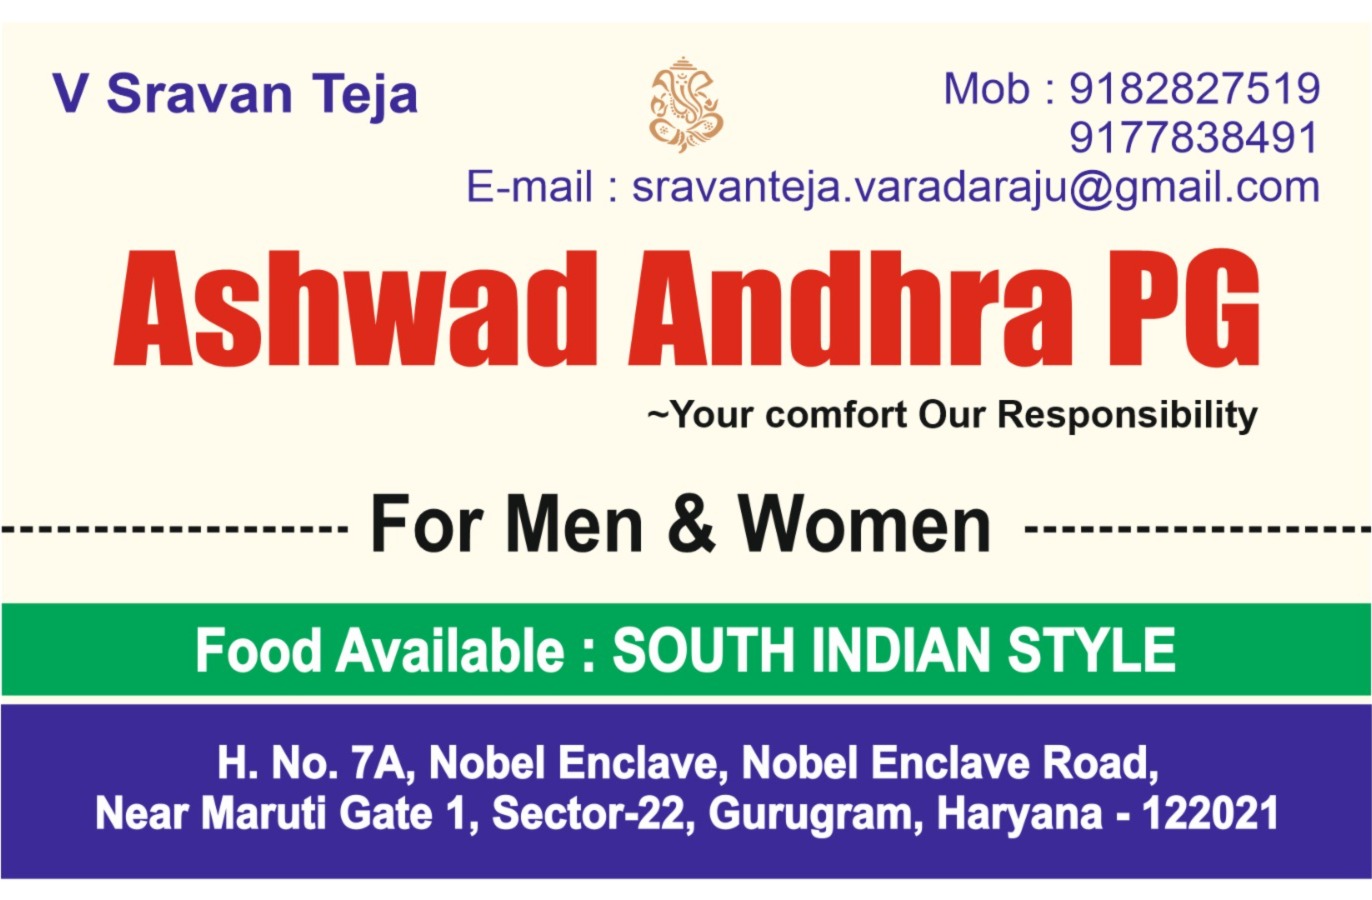 V Sravan Teja
Mob : 9182827519
9177838491
E-mail : sravanteja.varadaraju@gmail.com
Ashwad Andhra PG
~Your comfort Our Responsibility
For Men & Women
Food Available : SOUTH INDIAN STYLE
H. No. 7A, Nobel Enclave, Nobel Enclave Road,
Near Maruti Gate 1, Sector-22, Gurugram, Haryana - 122021